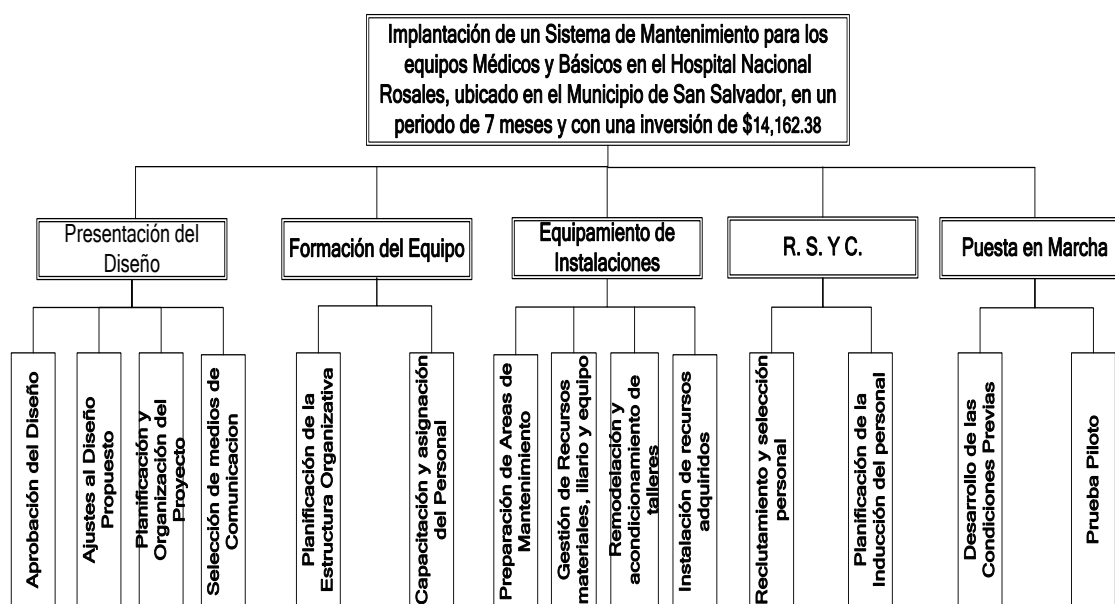 Implantación de un Sistema de Mantenimiento para los
equipos Médicos y Básicos en el Hospital Nacional
Rosales, ubicado en el Municipio de San Salvador, en un
periodo de 7 meses y con una inversión de $14,162.38
Presentación del
Diseño
Formación del Equipo
Equipamiento de
Instalaciones
R. S. Y C.
Puesta en Marcha
Aprobación del Diseño
Ajustes al Diseño
Propuesto
Planificación y
Organización del
Proyecto
Selección de medios de
Comunicacion
Planificación de la
Estructura Organizativa
Capacitación y asignación
del Personal
Preparación de Areas de
Mantenimiento
Gestión de Recursos
materiales, iliario y equipo
Remodelación y
acondicionamiento de
talleres
Instalación de recursos
adquiridos
Reclutamiento y selección
personal
Planificación de la
Inducción del personal
Desarrollo de las
Condiciones Previas
Prueba Piloto